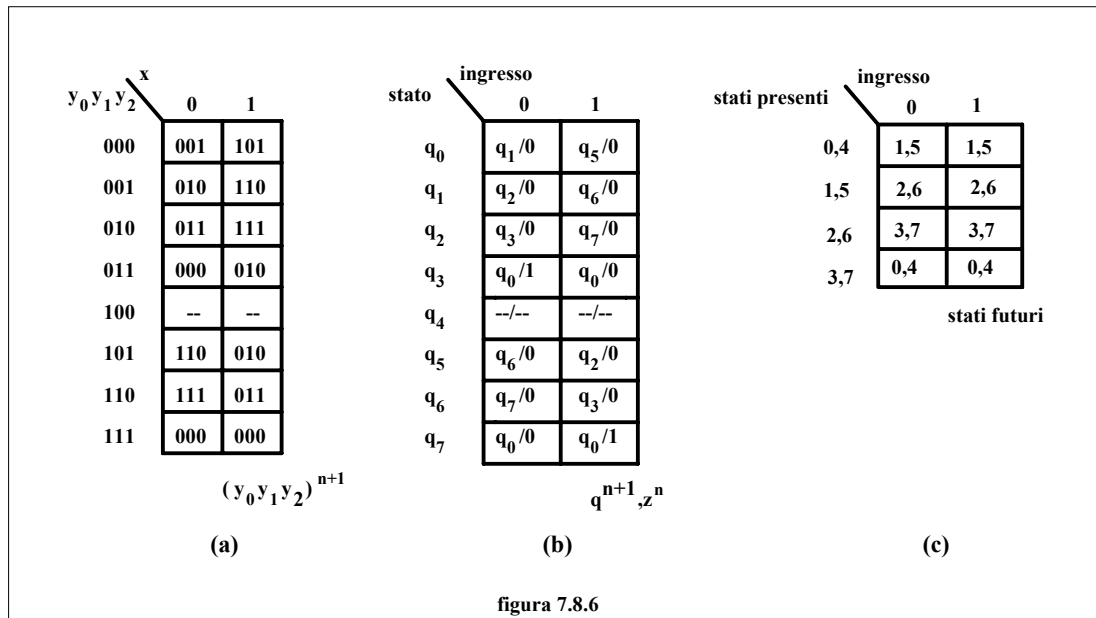 x
y0y1y2 0 1
000 001 101
001 010 110
010 011 111
011 000 010
100 -- --
101 110 010
110 111 011
111 000 000
(y0y1y2)^n+1
(a)
ingresso
stato 0 1
q0 q1/0 q5/0
q1 q2/0 q6/0
q2 q3/0 q7/0
q3 q0/1 q0/0
q4 --/-- --/--
q5 q6/0 q2/0
q6 q7/0 q3/0
q7 q0/0 q0/1
q^n+1,z^n
(b)
ingresso
stati presenti 0 1
0,4 1,5 1,5
1,5 2,6 2,6
2,6 3,7 3,7
3,7 0,4 0,4
stati futuri
(c)
figura 7.8.6